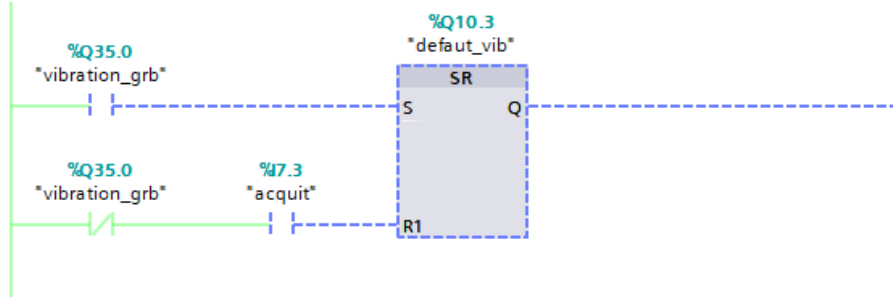 %Q10.3
"defaut_vib"
%Q35.0
"vibration_grb"
SR
S
Q
%Q35.0
"vibration_grb"
%I7.3
"acquit"
R1